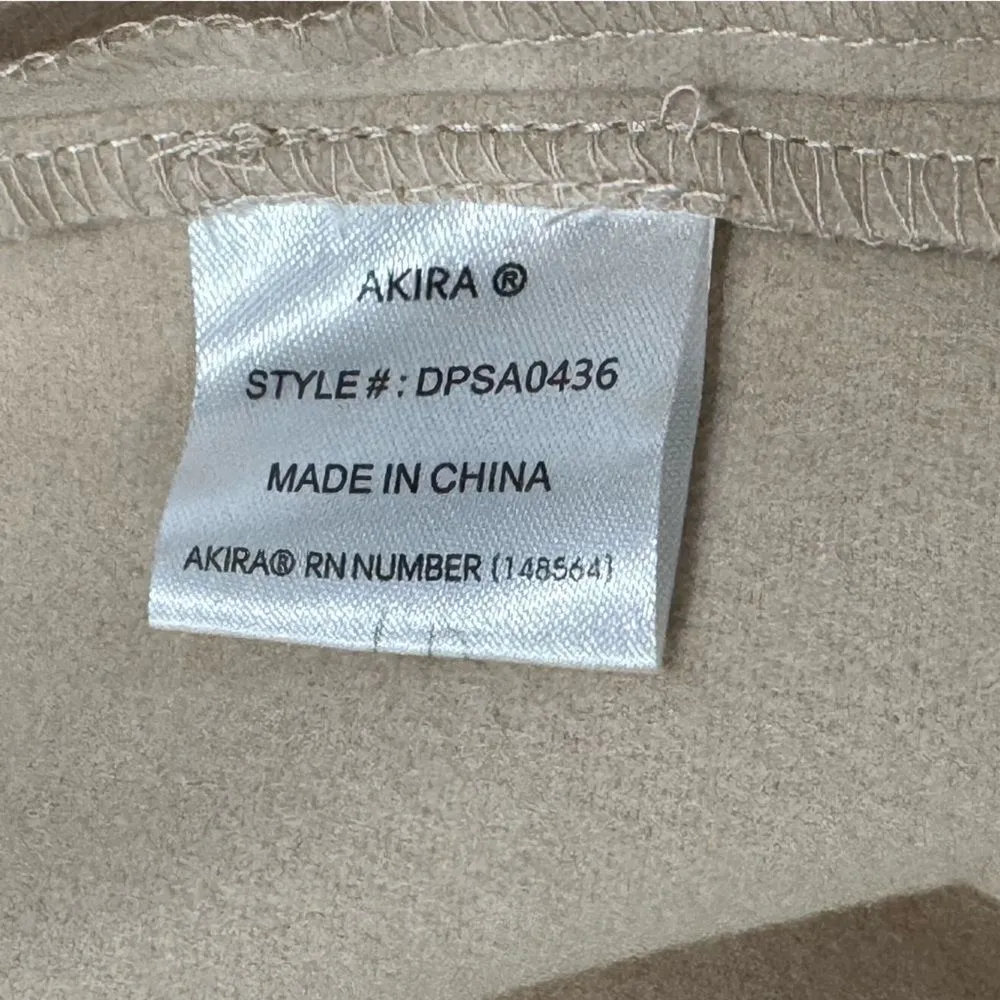 AKIRA ®
STYLE #: DPSA0436
MADE IN CHINA
AKIRA® RN NUMBER (148564)